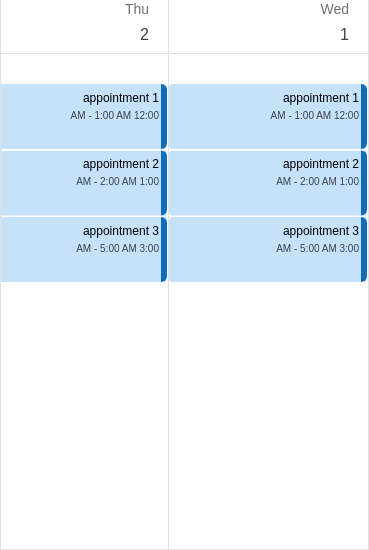 Wed
1
Thu
2
appointment 1
AM - 1:00 AM 12:00
appointment 2
AM - 2:00 AM 1:00
appointment 3
AM - 5:00 AM 3:00
appointment 1
AM - 1:00 AM 12:00
appointment 2
AM - 2:00 AM 1:00
appointment 3
AM - 5:00 AM 3:00